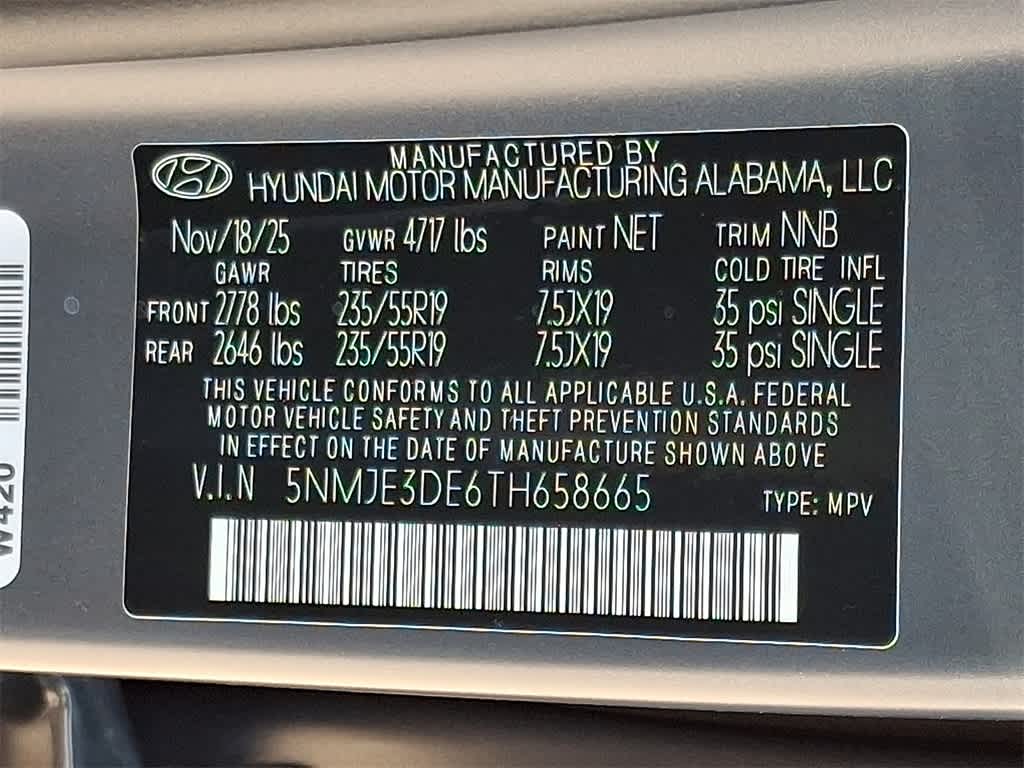 MANUFACTURED BY
HYUNDAI MOTOR MANUFACTURING ALABAMA, LLC
Nov/18/25 GVWR 4717 lbs PAINT NET TRIM NNB
GAWR TIRES RIMS COLD TIRE INFL
FRONT 2778 lbs 235/55R19 7.5JX19 35 psi SINGLE
REAR 2646 lbs 235/55R19 7.5JX19 35 psi SINGLE
THIS VEHICLE CONFORMS TO ALL APPLICABLE U.S.A. FEDERAL
MOTOR VEHICLE SAFETY AND THEFT PREVENTION STANDARDS
IN EFFECT ON THE DATE OF MANUFACTURE SHOWN ABOVE
V.I.N 5NMJE3DE6TH658665 TYPE: MPV
W420